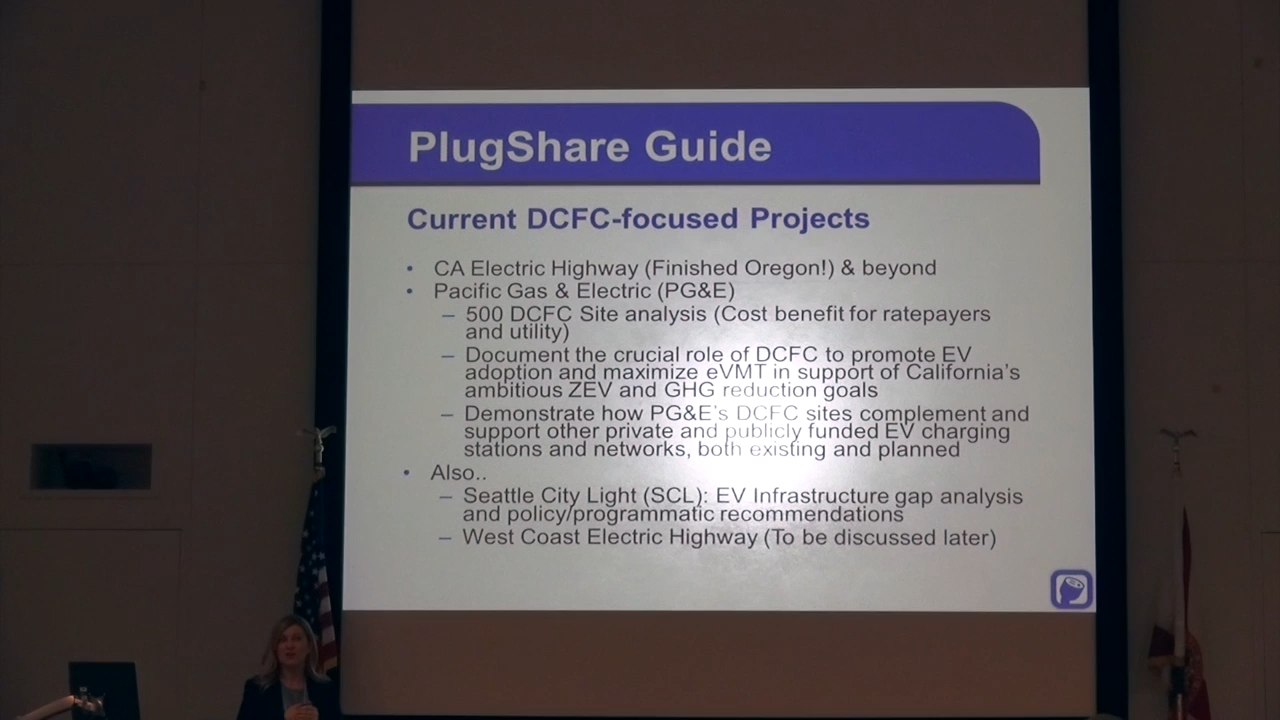 PlugShare Guide
Current DCFC-focused Projects
• CA Electric Highway (Finished Oregon!) & beyond
• Pacific Gas & Electric (PG&E)
– 500 DCFC Site analysis (Cost benefit for ratepayers
and utility)
– Document the crucial role of DCFC to promote EV
adoption and maximize eVMT in support of California's
ambitious ZEV and GHG reduction goals
– Demonstrate how PG&E's DCFC sites complement and
support other private and publicly funded EV charging
stations and networks, both existing and planned
• Also..
– Seattle City Light (SCL): EV Infrastructure gap analysis
and policy/programmatic recommendations
– West Coast Electric Highway (To be discussed later)